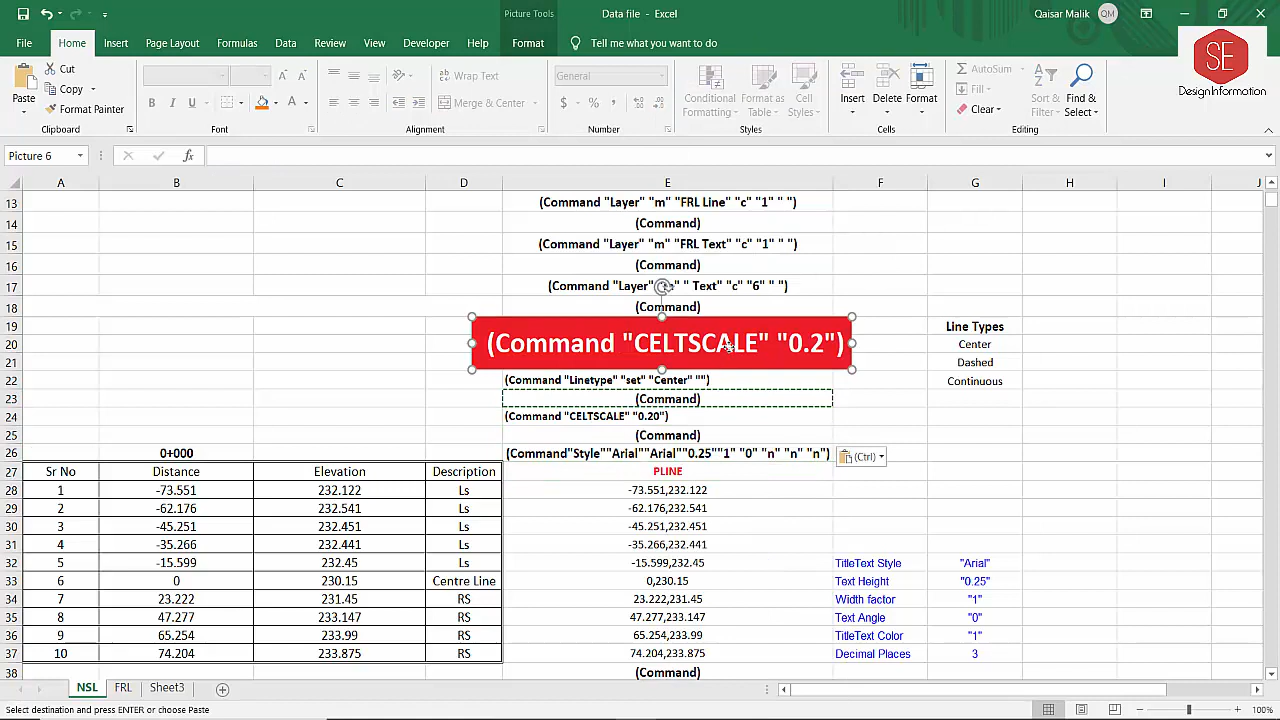 Picture Tools
Data file - Excel
Qaisar Malik QM
File Home Insert Page Layout Formulas Data Review View Developer Help Format Tell me what you want to do
SE
DesignInformation
Paste
Cut
Copy
Format Painter
Clipboard
B I U
A A
Font
Wrap Text
Merge & Center
Alignment
General
$ % ,
Number
Conditional Formatting
Format as Table
Cell Styles
Styles
Insert Delete Format
Cells
AutoSum
Fill
Clear
Sort & Filter
Find & Select
Editing
Picture 6
fx
A B C D E F G H I J
13 (Command "Layer" "m" "FRL Line" "c" "1" " ")
14 (Command)
15 (Command "Layer" "m" "FRL Text" "c" "1" " ")
16 (Command)
17 (Command "Layer" " Text" "c" "6" " ")
18 (Command)
19 Line Types
(Command "CELTSCALE" "0.2")
20 Center
21 Dashed
22 (Command "Linetype" "set" "Center" "") Continuous
23 (Command)
24 (Command "CELTSCALE" "0.20")
25 (Command)
26 0+000 (Command"Style""Arial""Arial""0.25""1" "0" "n" "n" "n") (Ctrl)
27 Sr No Distance Elevation Description PLINE
28 1 -73.551 232.122 Ls -73.551,232.122
29 2 -62.176 232.541 Ls -62.176,232.541
30 3 -45.251 232.451 Ls -45.251,232.451
31 4 -35.266 232.441 Ls -35.266,232.441
32 5 -15.599 232.45 Ls -15.599,232.45 TitleText Style "Arial"
33 6 0 230.15 Centre Line 0,230.15 Text Height "0.25"
34 7 23.222 231.45 RS 23.222,231.45 Width factor "1"
35 8 47.277 233.147 RS 47.277,233.147 Text Angle "0"
36 9 65.254 233.99 RS 65.254,233.99 TitleText Color "1"
37 10 74.204 233.875 RS 74.204,233.875 Decimal Places 3
38 (Command)
NSL FRL Sheet3
Select destination and press ENTER or choose Paste
100%